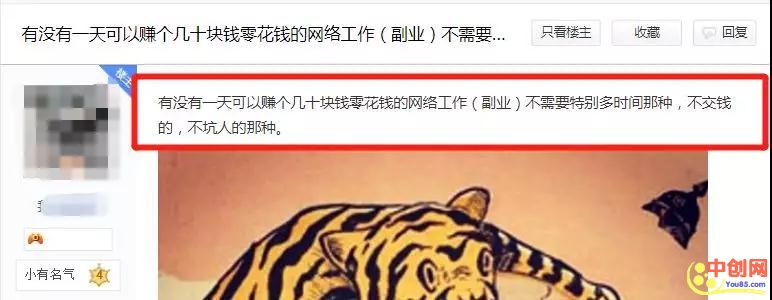 有没有一天可以赚个几十块钱零花钱的网络工作（副业）不需要...
只看楼主
收藏
回复
楼主
有没有一天可以赚个几十块钱零花钱的网络工作（副业）不需要特别多时间那种，不交钱
的，不坑人的那种。
小有名气
4
中创网
You85.com